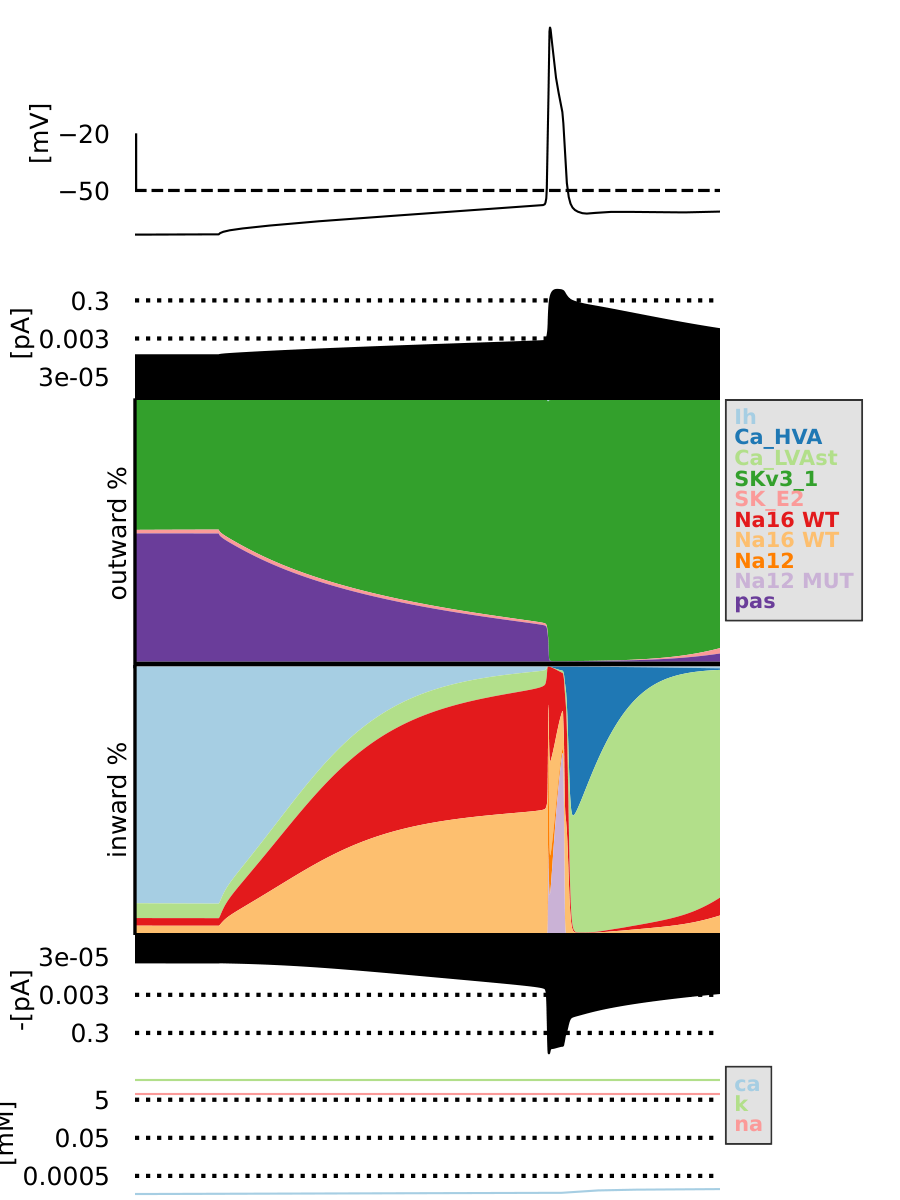 [mV]
−20
−50
[pA]
0.3
0.003
3e-05
outward %
Ih
Ca_HVA
Ca_LVAst
SKv3_1
SK_E2
Na16 WT
Na16 WT
Na12
Na12 MUT
pas
inward %
-[pA]
3e-05
0.003
0.3
[mM]
5
0.05
0.0005
ca
k
na